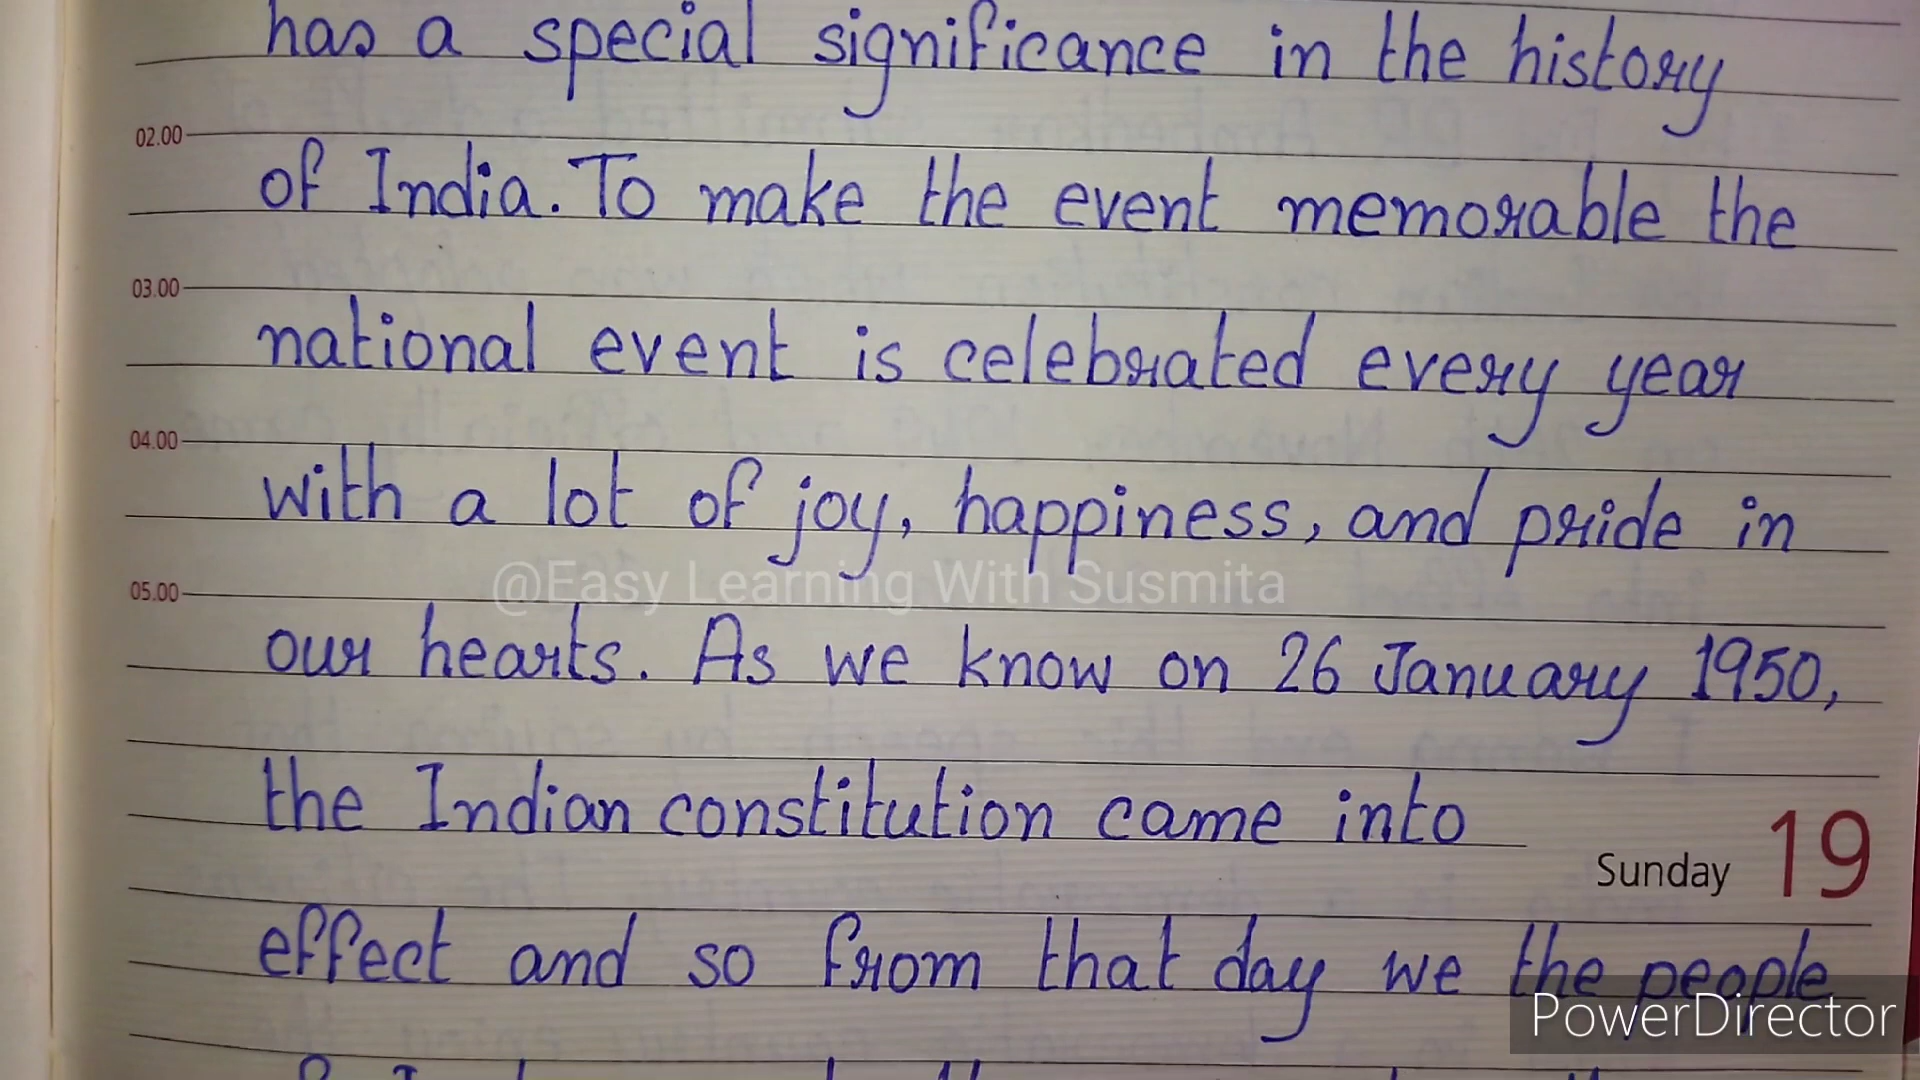 has a special significance in the history
02.00
of India. To make the event memorable the
03.00
national event is celebrated every year
04.00
with a lot of joy, happiness, and pride in
@Easy Learning With Susmita
05.00
our hearts. As we know on 26 January 1950,
the Indian constitution came into
Sunday 19
effect and so from that day we the people
PowerDirector